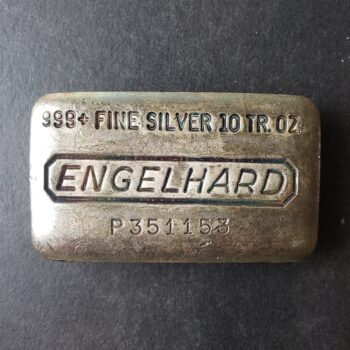 999+ FINE SILVER 10 TR. OZ
ENGELHARD
P351153